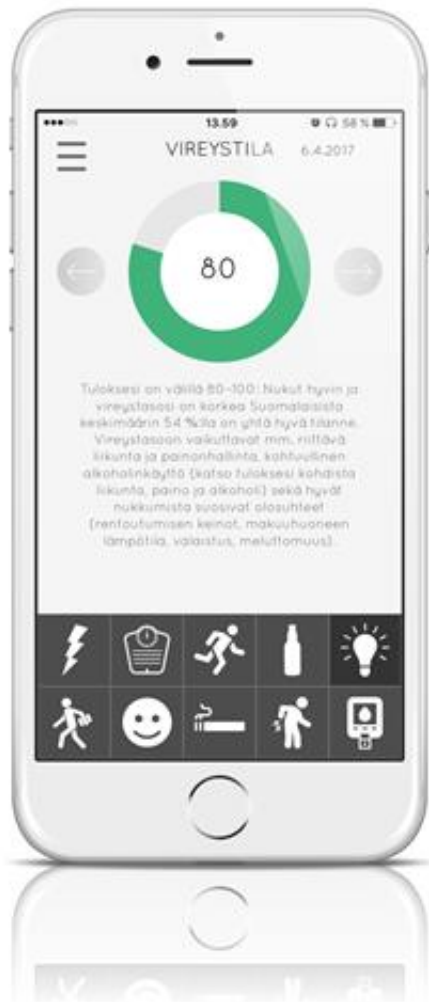 13.59
58 %
VIREYSTILA
6.4.2017
80
Tuloksesi on välillä 80-100: Nukut hyvin ja
vireystasosi on korkea Suomalaisista
keskimäärin 54 %:lla on yhtä hyvä tilanne.
Vireystasoon vaikuttavat mm. riittävä
liikunta ja painonhallinta, kohtuullinen
alkoholinkäyttö (katso tuloksesi kohdista
liikunta, paino ja alkoholi) sekä hyvät
nukkumista suosivat olosuhteet
(rentoutumisen keinot, makuuhuoneen
lämpötila, valaistus, meluttomuus).